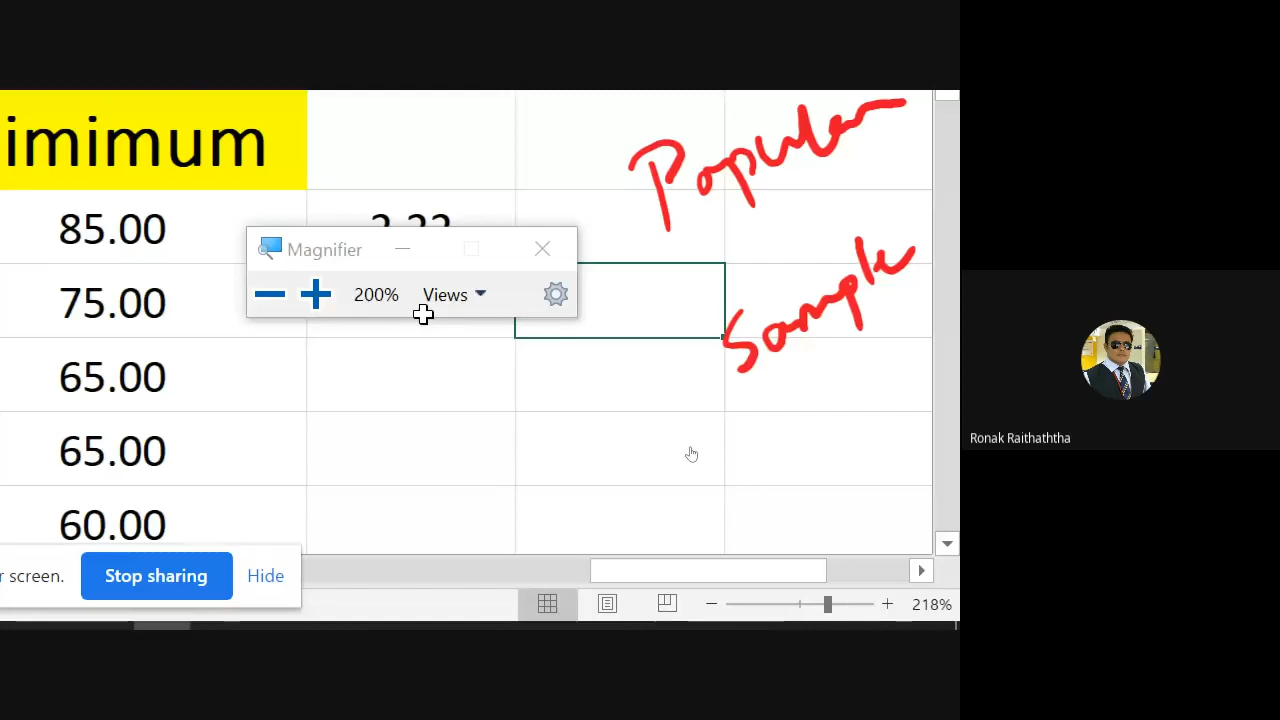 imimum
Popular
85.00
Magnifier
200% Views
75.00
Sample
65.00
65.00
60.00
r screen. Stop sharing Hide
218%
Ronak Raithaththa